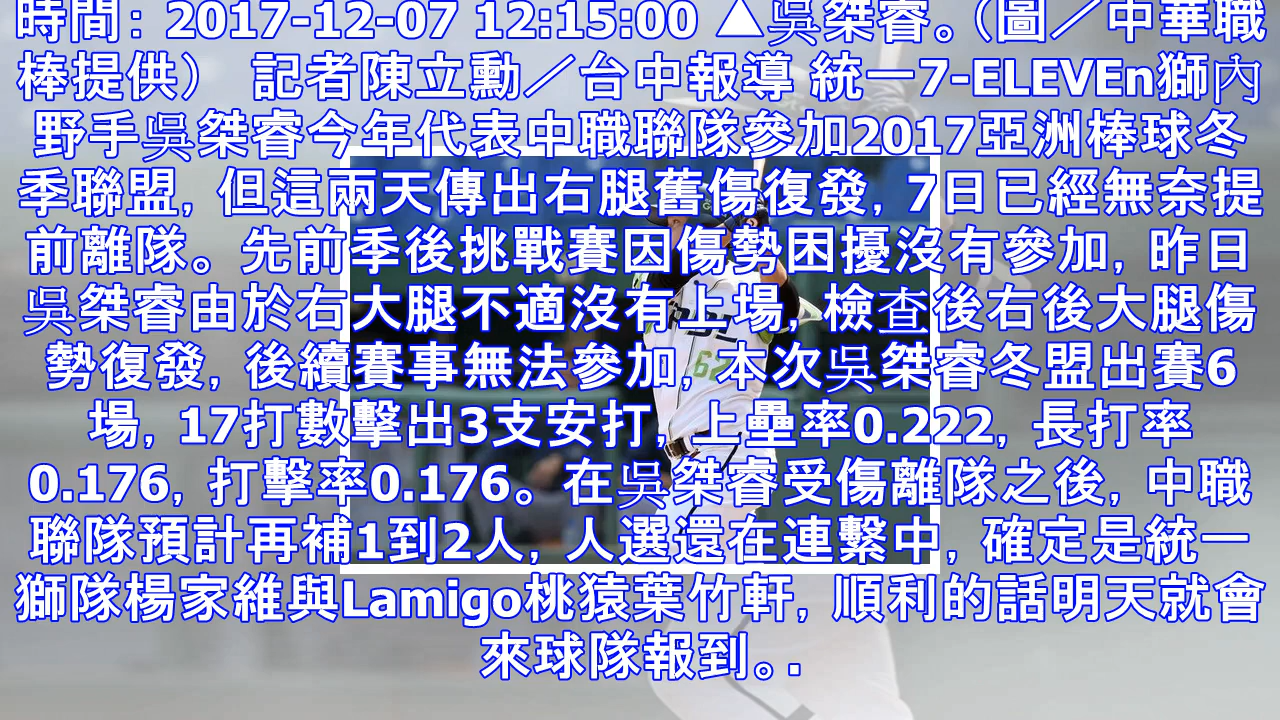 時間: 2017-12-07 12:15:00 ▲吳桀睿。(圖／中華職
棒提供） 記者陳立勳／台中報導 統一7-ELEVEn獅內
野手吳桀睿今年代表中職聯隊參加2017亞洲棒球冬
季聯盟, 但這兩天傳出右腿舊傷復發, 7日已經無奈提
前離隊。先前季後挑戰賽因傷勢困擾沒有參加, 昨日
吳桀睿由於右大腿不適沒有上場, 檢查後右後大腿傷
勢復發, 後續賽事無法參加, 本次吳桀睿冬盟出賽6
場, 17打數擊出3支安打, 上壘率0.222, 長打率
0.176, 打擊率0.176。在吳桀睿受傷離隊之後, 中職
聯隊預計再補1到2人, 人選還在連繫中, 確定是統一
獅隊楊家維與Lamigo桃猿葉竹軒, 順利的話明天就會
來球隊報到。.
62